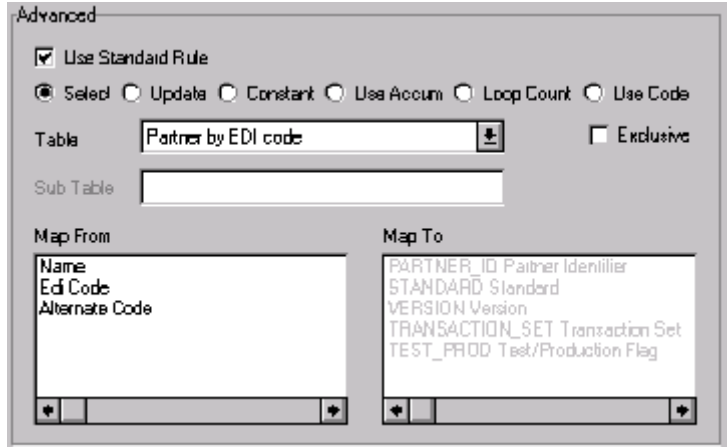 Advanced
Use Standard Rule
Select Update Constant Use Accum Loop Count Use Code
Table Partner by EDI code Exclusive
Sub Table
Map From Map To
Name
Edi Code
Alternate Code
PARTNER_ID Partner Identifier
STANDARD Standard
VERSION Version
TRANSACTION_SET Transaction Set
TEST_PROD Test/Production Flag